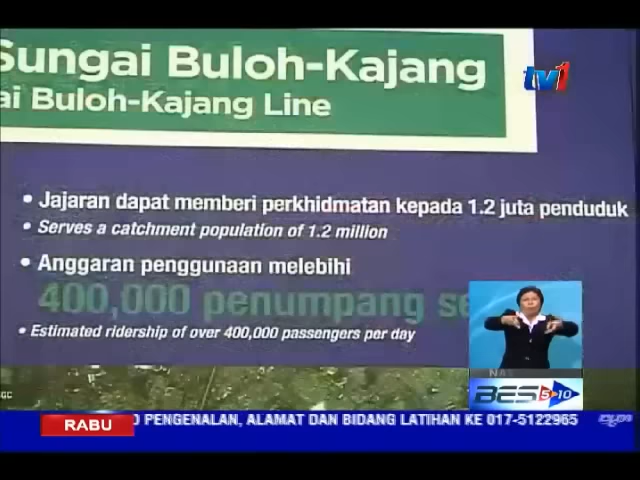 Sungai Buloh-Kajang
ai Buloh-Kajang Line
tv1
• Jajaran dapat memberi perkhidmatan kepada 1.2 juta penduduk
• Serves a catchment population of 1.2 million
• Anggaran penggunaan melebihi
400,000 penumpang se
• Estimated ridership of over 400,000 passengers per day
BES 5 10
RABU
O PENGENALAN, ALAMAT DAN BIDANG LATIHAN KE 017-5122965